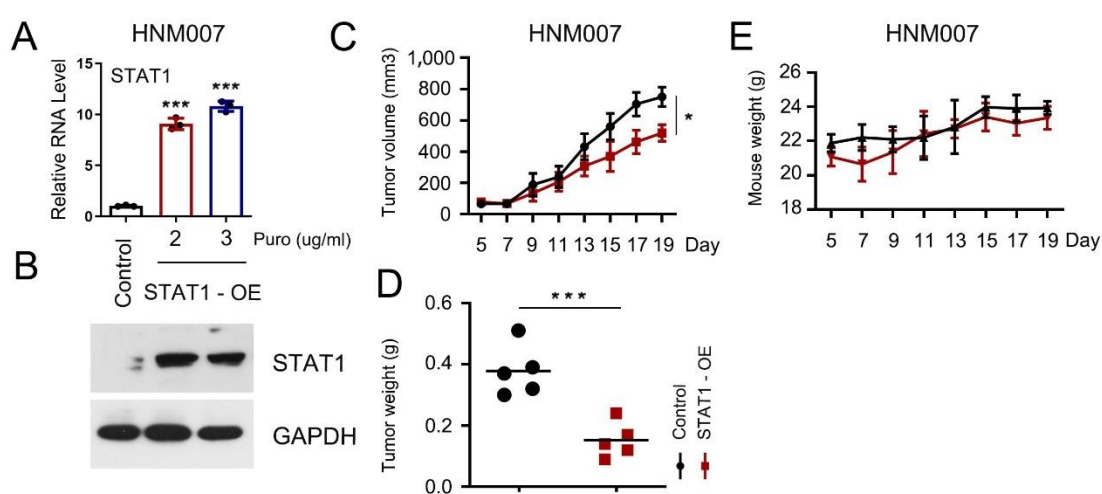 A
HNM007
Relative RNA Level
STAT1
15
10
5
0
***
***
2
3
Puro (ug/ml)
Control
STAT1 - OE
B
STAT1
GAPDH
C
HNM007
Tumor volume (mm3)
1,000
800
600
400
200
0
*
5 7 9 11 13 15 17 19 Day
D
Tumor weight (g)
0.6
0.4
0.2
0.0
***
Control
STAT1 - OE
E
HNM007
Mouse weight (g)
26
24
22
20
18
5 7 9 11 13 15 17 19 Day